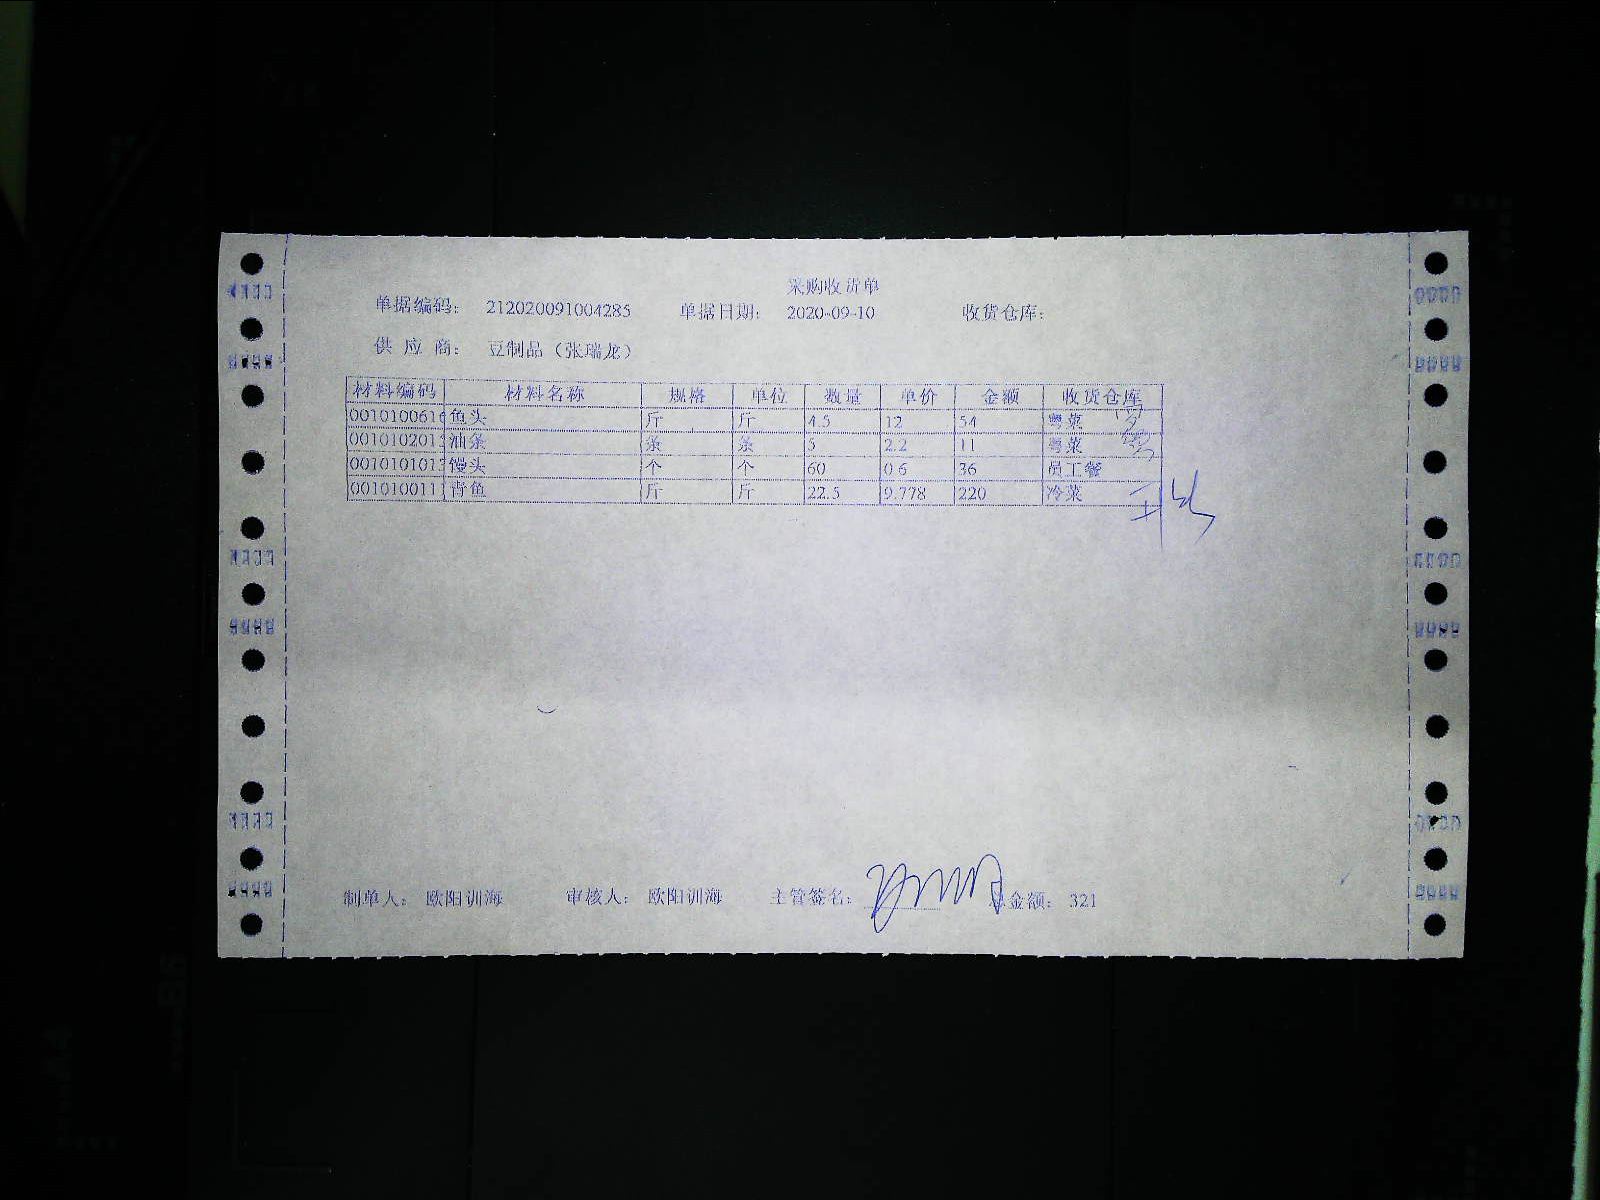 采购收货单
单据编码： 212020091004285 单据日期： 2020-09-10 收货仓库：
供 应 商： 豆制品（张瑞龙）
材料编码 材料名称 规格 单位 数量 单价 金额 收货仓库
0010100616 鱼头 斤 斤 4.5 12 54 粤菜
001010201 油条 条 条 5 2.2 11 粤菜
001010101 馒头 个 个 60 0.6 36 员工餐
001010011 青鱼 斤 斤 22.5 9.778 220 冷菜
制单人： 欧阳训海 审核人： 欧阳训海 主管签名： 总金额： 321